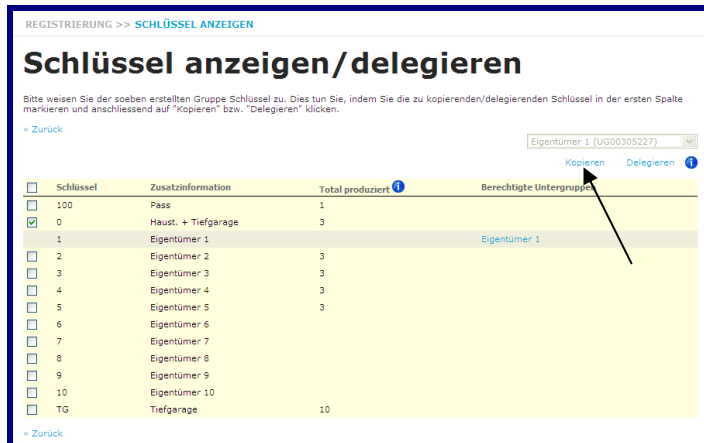 REGISTRIERUNG >> SCHLÜSSEL ANZEIGEN
Schlüssel anzeigen/delegieren
Bitte weisen Sie der soeben erstellten Gruppe Schlüssel zu. Dies tun Sie, indem Sie die zu kopierenden/delegierenden Schlüssel in der ersten Spalte
markieren und anschliessend auf "Kopieren" bzw. "Delegieren" klicken.
« Zurück
Eigentümer 1 (UG00305227)
Kopieren Delegieren i
Schlüssel Zusatzinformation Total produziert i Berechtigte Untergruppen
100 Pass 1
0 Haust. + Tiefgarage 3
1 Eigentümer 1 Eigentümer 1
2 Eigentümer 2 3
3 Eigentümer 3 3
4 Eigentümer 4 3
5 Eigentümer 5 3
6 Eigentümer 6
7 Eigentümer 7
8 Eigentümer 8
9 Eigentümer 9
10 Eigentümer 10
TG Tiefgarage 10
« Zurück